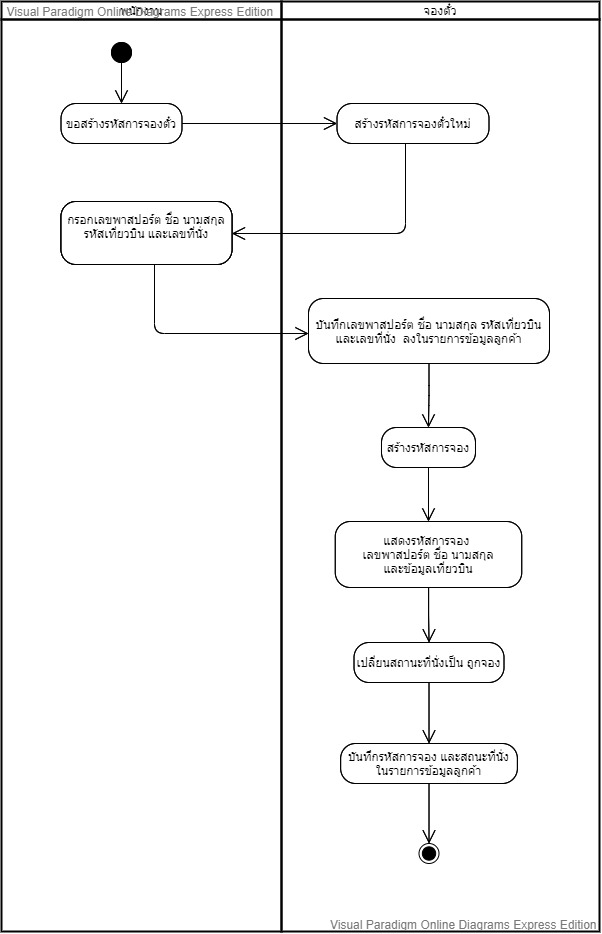 Visual Paradigm Online Diagrams Express Edition
พนักงาน
จองตั๋ว
ขอสร้างรหัสการจองตั๋ว
สร้างรหัสการจองตั๋วใหม่
กรอกเลขพาสปอร์ต ชื่อ นามสกุล
รหัสเที่ยวบิน และเลขที่นั่ง
บันทึกเลขพาสปอร์ต ชื่อ นามสกุล รหัสเที่ยวบิน
และเลขที่นั่ง ลงในรายการข้อมูลลูกค้า
สร้างรหัสการจอง
แสดงรหัสการจอง
เลขพาสปอร์ต ชื่อ นามสกุล
และข้อมูลเที่ยวบิน
เปลี่ยนสถานะที่นั่งเป็น ถูกจอง
บันทึกรหัสการจอง และสถนะที่นั่ง
ในรายการข้อมูลลูกค้า
Visual Paradigm Online Diagrams Express Edition